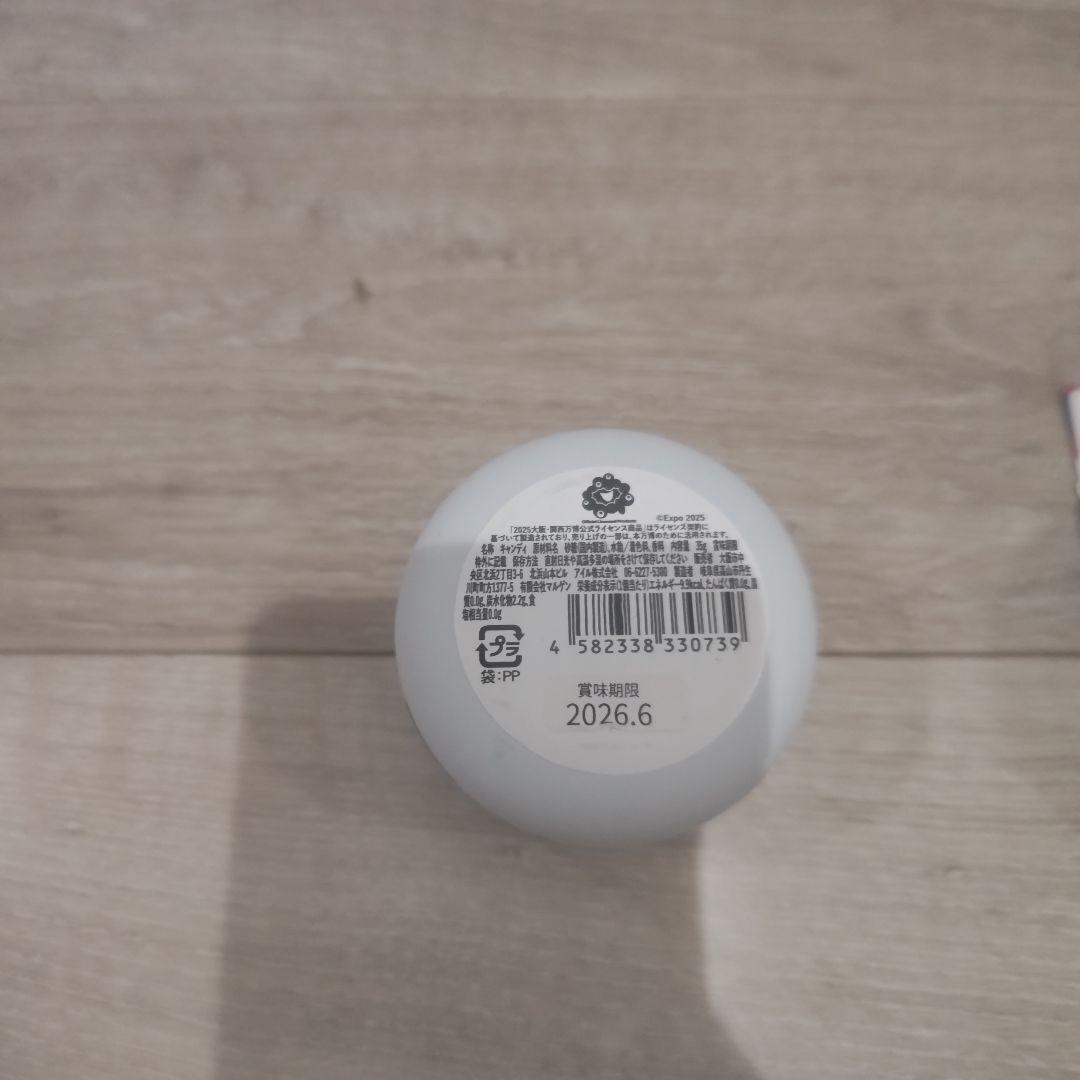 Official Licensed Product
©Expo 2025
「2025大阪・関西万博公式ライセンス商品」はライセンス契約に
基づいて製造されており、売り上げの一部は、本万博のために活用されます。
名称 キャンディ 原材料名 砂糖(国内製造)、水飴/着色料、香料 内容量 35g 賞味期限
枠外に記載 保存方法 直射日光や高温多湿の場所をさけて保存してください 販売者 大阪市中
央区北浜2丁目3-6 北浜山本ビル アイル株式会社 06-6227-5300 製造者 岐阜県高山市丹生
川町町方1377-5 有限会社マルゲン 栄養成分表示(1個当たり)エネルギー9.9kcal、たんぱく質0.0g、脂
質0.0g、炭水化物2.2g、食
塩相当量0.0g
プラ
袋:PP
4 582338 330739
賞味期限
2026.6